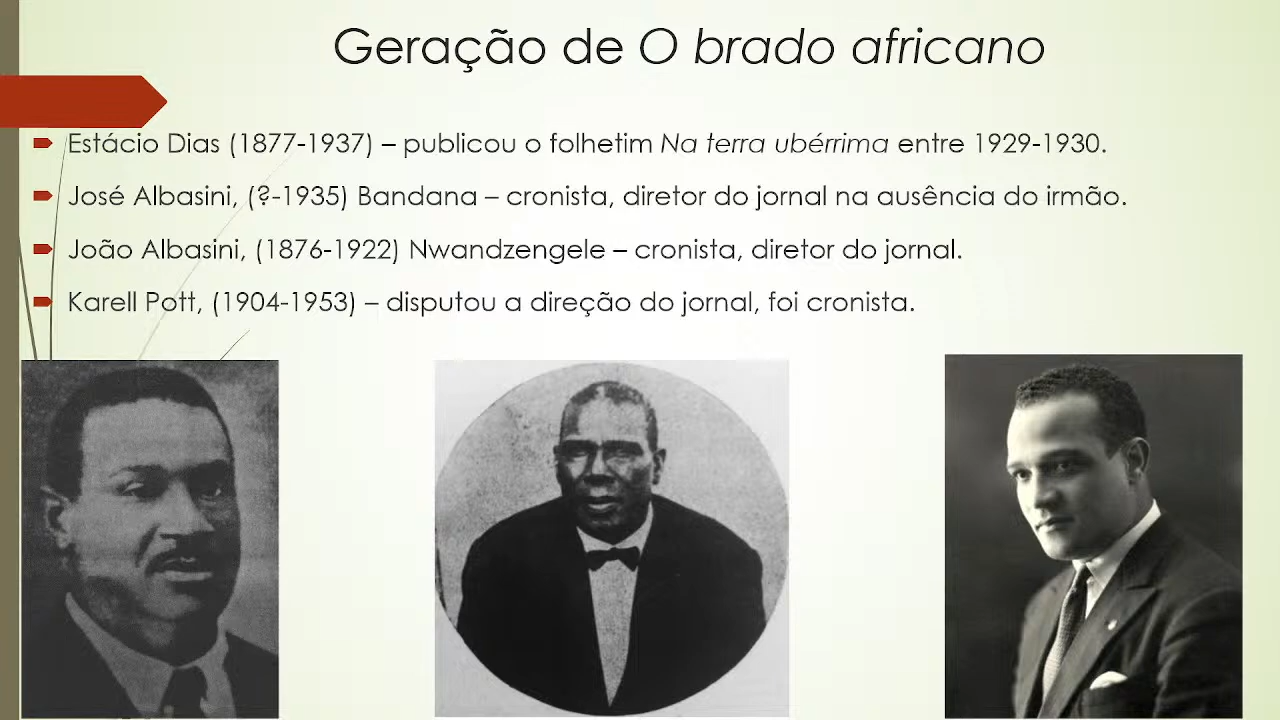 Geração de O brado africano
Estácio Dias (1877-1937) – publicou o folhetim Na terra ubérrima entre 1929-1930.
José Albasini, (?-1935) Bandana – cronista, diretor do jornal na ausência do irmão.
João Albasini, (1876-1922) Nwandzengele – cronista, diretor do jornal.
Karell Pott, (1904-1953) – disputou a direção do jornal, foi cronista.